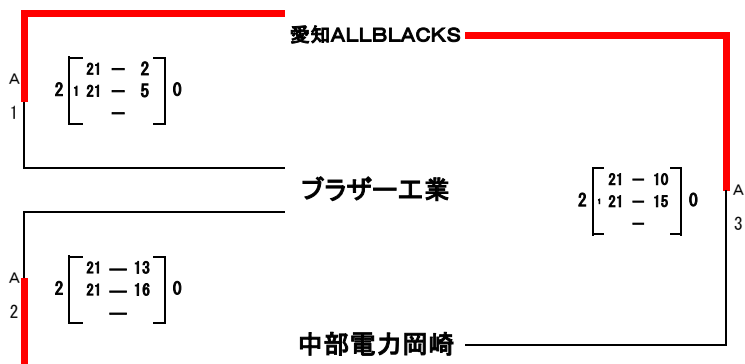 愛知ALLBLACKS
A
1
2 21 － 2 0
1 21 － 5
－
ブラザー工業
2 21 － 10 0
1 21 － 15
－
A
3
A
2
2 21 － 13 0
21 － 16
－
中部電力岡崎